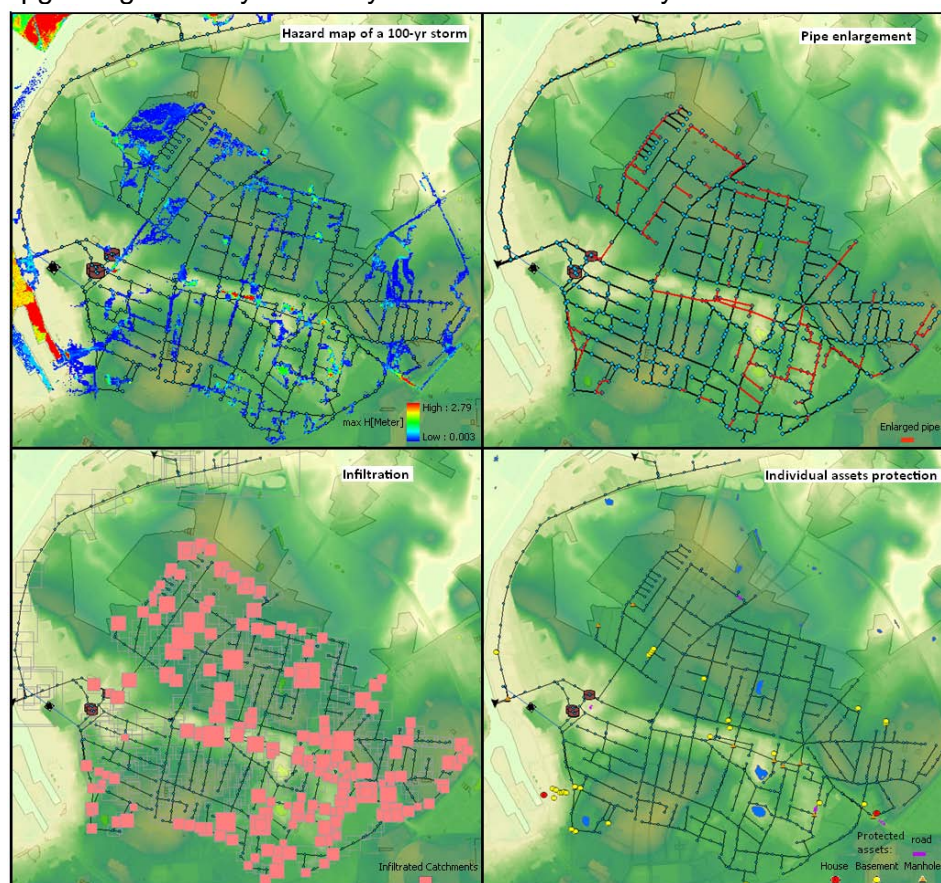 Hazard map of a 100-yr storm
Pipe enlargement
High : 2.79
max H[Meter]
Low : 0.003
Enlarged pipe
Infiltration
Individual assets protection
Infiltrated Catchments
Protected road
assets:
House Basement Manhole